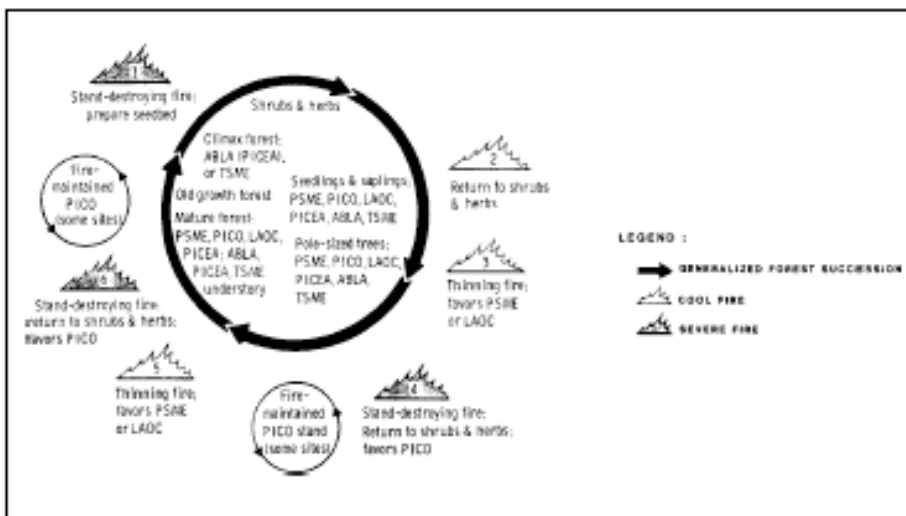 1
Stand-destroying fire;
prepare seedbed
Shrubs & herbs
Climax forest:
ABLA (PICEA),
or TSME
Old growth forest
Mature forest:
PSME, PICO, LAOC,
PICEA; ABLA,
PICEA, TSME
understory
Seedlings & saplings,
PSME, PICO, LAOC,
PICEA, ABLA, TSME
Pole-sized trees;
PSME, PICO, LAOC,
PICEA, ABLA,
TSME
2
Return to shrubs
& herbs
3
Thinning fire;
favors PSME
or LAOC
4
Stand-destroying fire;
Return to shrubs & herbs;
favors PICO
Fire-
maintained
PICO stand
(some sites)
5
Thinning fire;
favors PSME
or LAOC
6
Stand-destroying fire;
return to shrubs & herbs;
favors PICO
Fire-
maintained
PICO
(some sites)
LEGEND :
GENERALIZED FOREST SUCCESSION
COOL FIRE
SEVERE FIRE